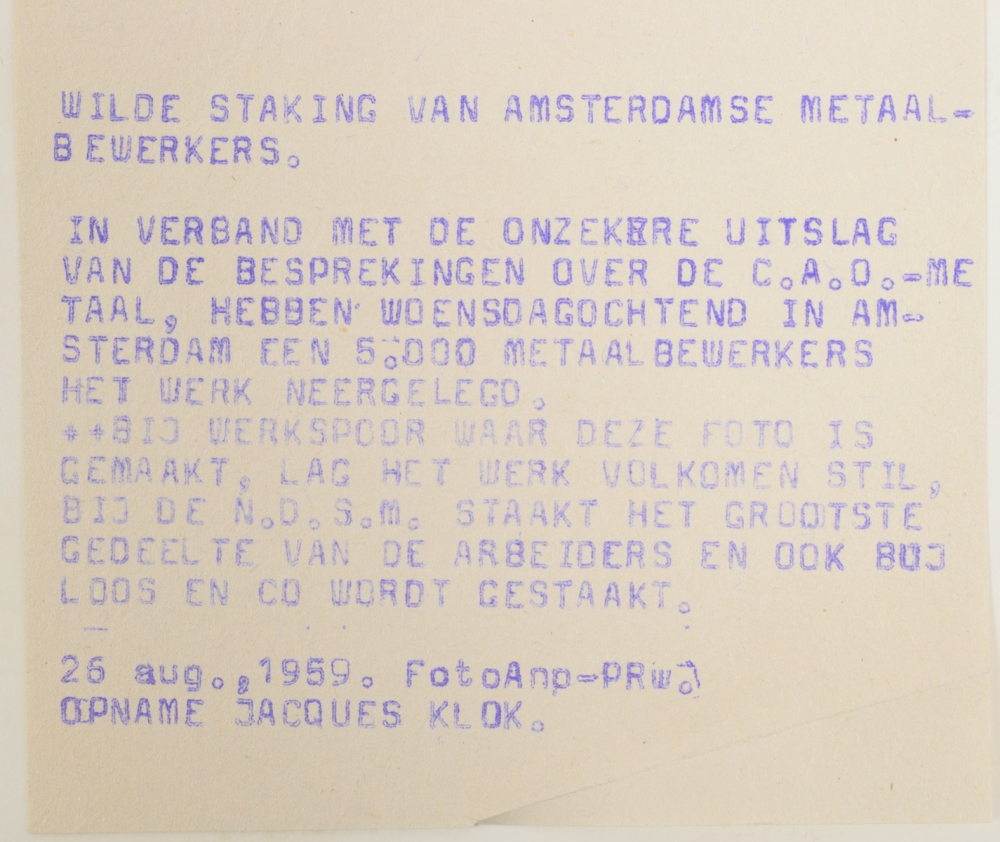 WILDE STAKING VAN AMSTERDAMSE METAAL-
BEWERKERS.
IN VERBAND MET DE ONZEKERE UITSLAG
VAN DE BESPREKINGEN OVER DE C.A.O.-ME
TAAL, HEBBEN WOENSDAGOCHTEND IN AM-
STERDAM EEN 5.000 METAALBEWERKERS
HET WERK NEERGELEGD.
++BIJ WERKSPOOR WAAR DEZE FOTO IS
GEMAAKT, LAG HET WERK VOLKOMEN STIL,
BIJ DE N.D.S.M. STAAKT HET GROOTSTE
GEDEELTE VAN DE ARBEIDERS EN OOK BIJ
LOOS EN CO WORDT GESTAAKT.
26 aug.,1959. FotoAnp-PRw.
OPNAME JACQUES KLOK.